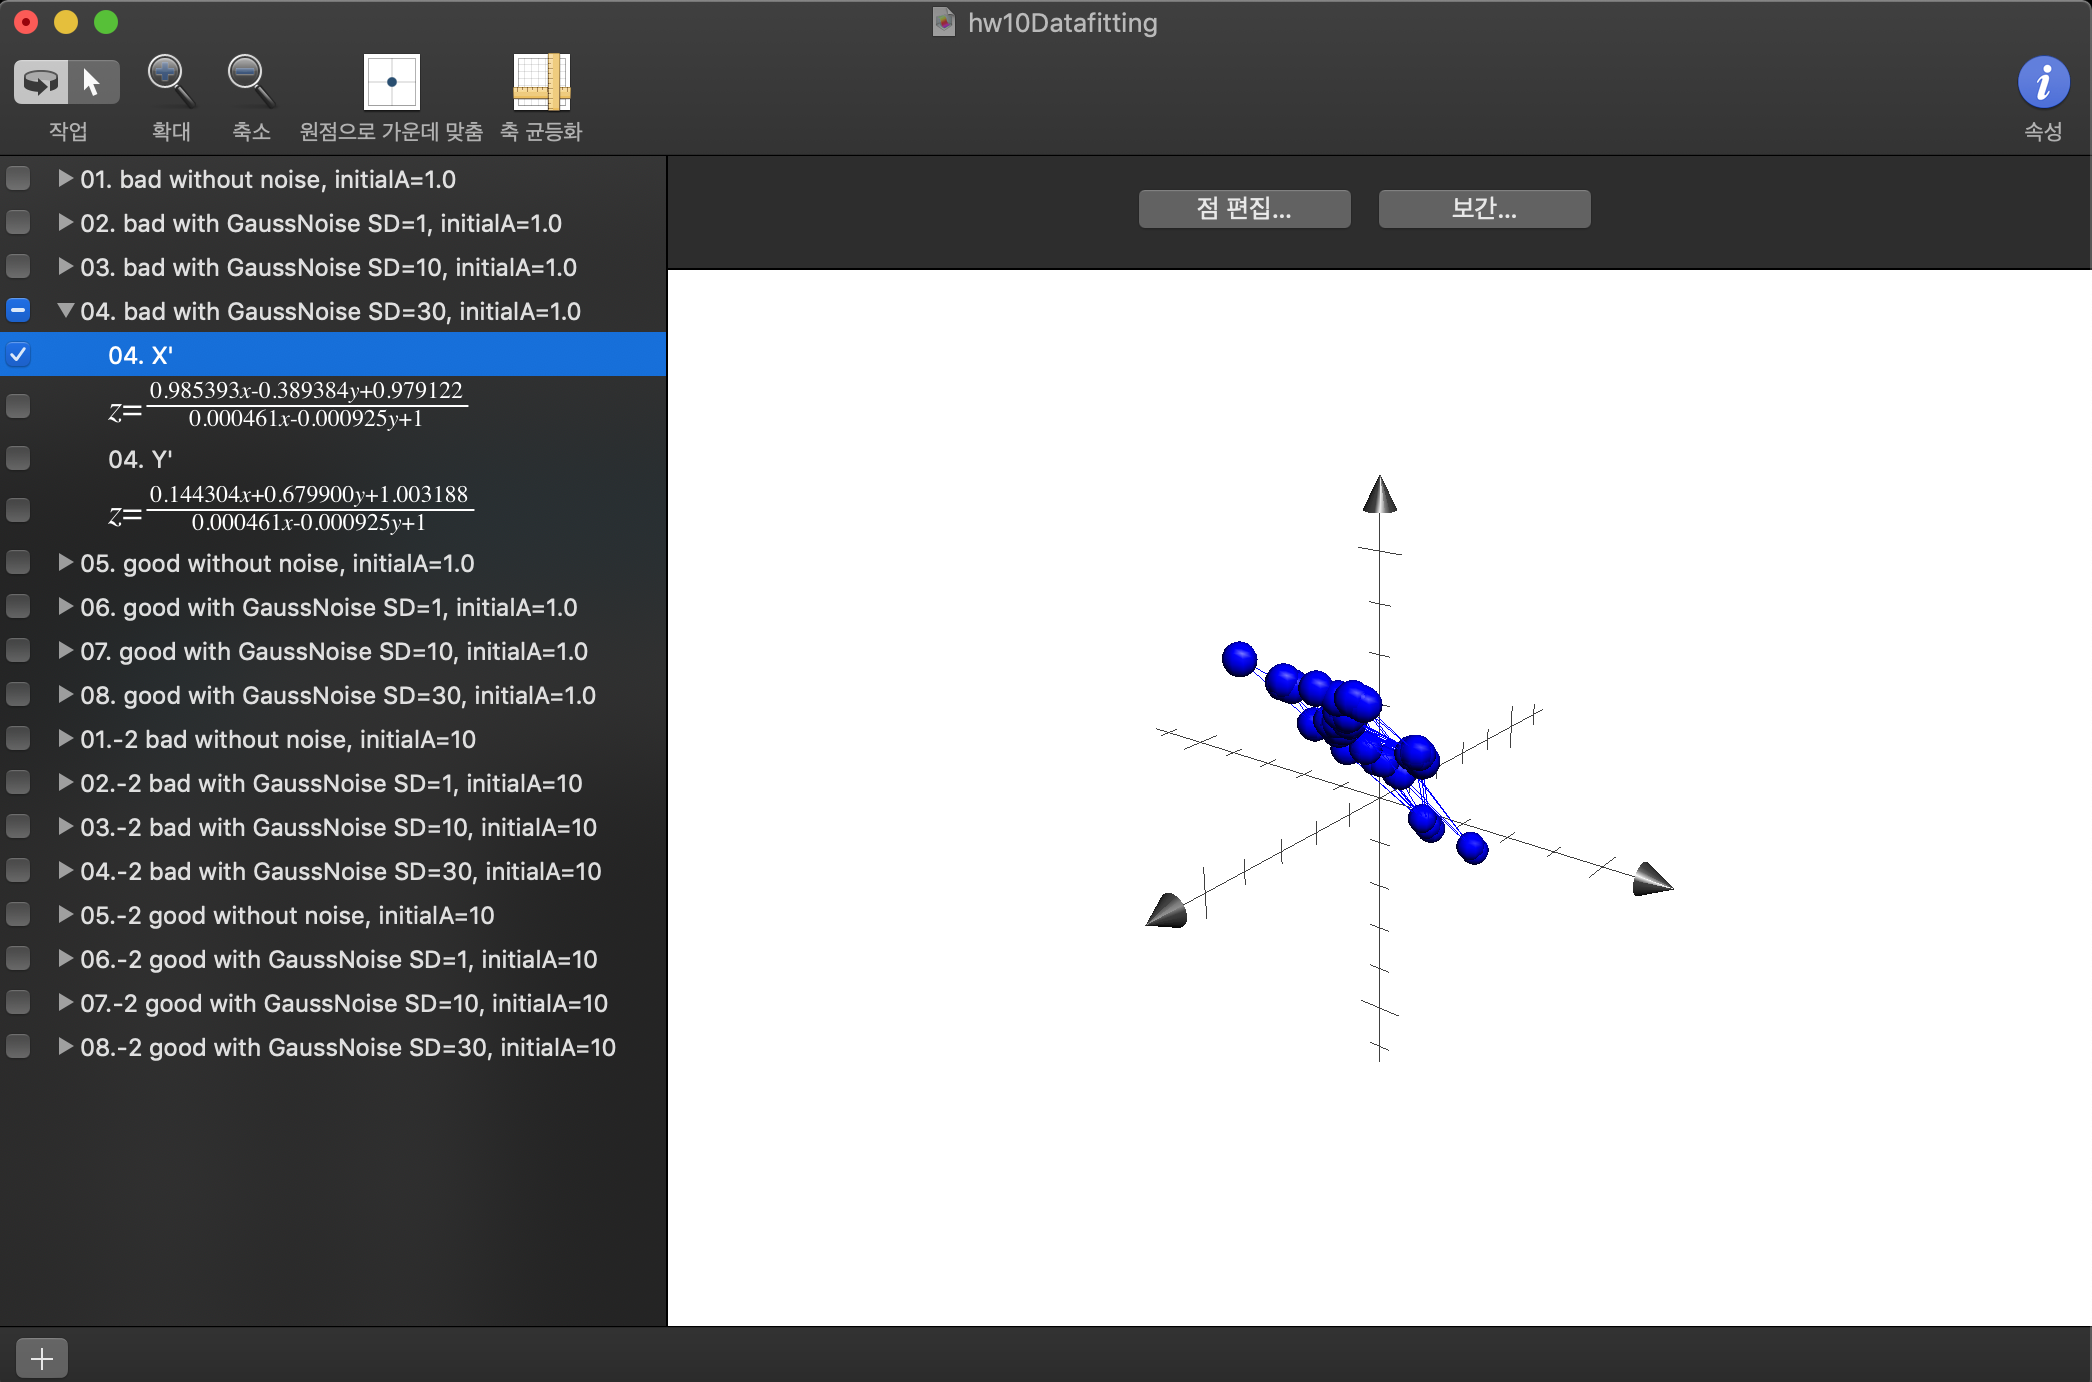 hw10Datafitting
작업
확대
축소
원점으로 가운데 맞춤
축 균등화
속성
점 편집...
보간...
01. bad without noise, initialA=1.0
02. bad with GaussNoise SD=1, initialA=1.0
03. bad with GaussNoise SD=10, initialA=1.0
04. bad with GaussNoise SD=30, initialA=1.0
04. X'
z=
0.985393x-0.389384y+0.979122
0.000461x-0.000925y+1
04. Y'
z=
0.144304x+0.679900y+1.003188
0.000461x-0.000925y+1
05. good without noise, initialA=1.0
06. good with GaussNoise SD=1, initialA=1.0
07. good with GaussNoise SD=10, initialA=1.0
08. good with GaussNoise SD=30, initialA=1.0
01.-2 bad without noise, initialA=10
02.-2 bad with GaussNoise SD=1, initialA=10
03.-2 bad with GaussNoise SD=10, initialA=10
04.-2 bad with GaussNoise SD=30, initialA=10
05.-2 good without noise, initialA=10
06.-2 good with GaussNoise SD=1, initialA=10
07.-2 good with GaussNoise SD=10, initialA=10
08.-2 good with GaussNoise SD=30, initialA=10